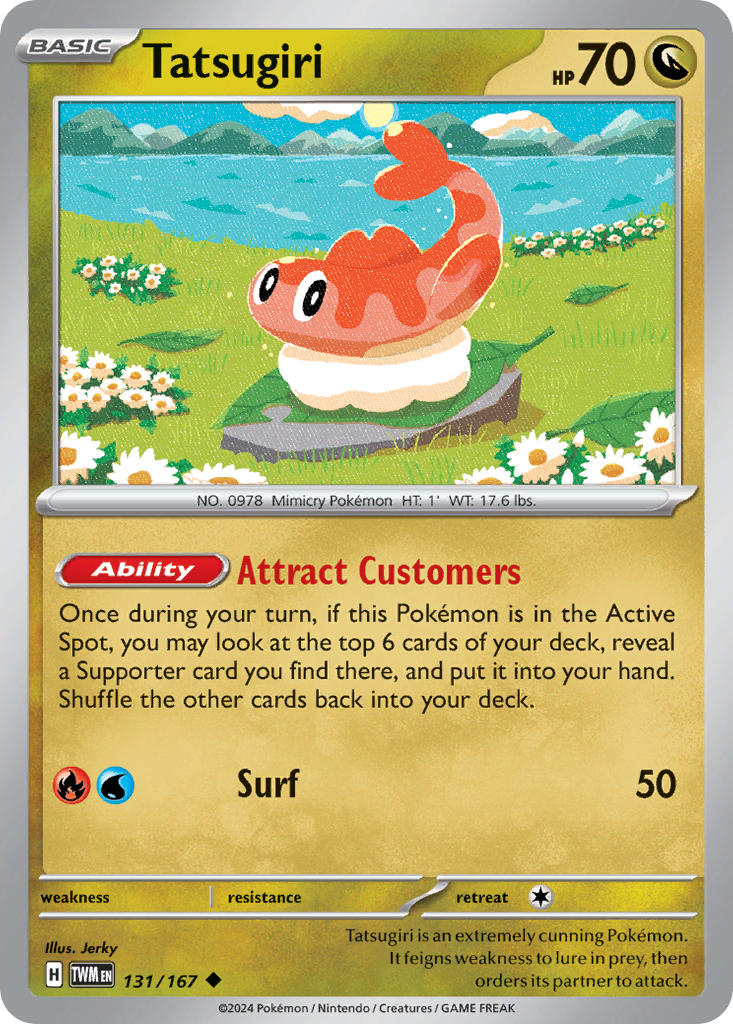 BASIC
Tatsugiri
HP 70
NO. 0978 Mimicry Pokémon HT: 1' WT: 17.6 lbs.
Ability Attract Customers
Once during your turn, if this Pokémon is in the Active
Spot, you may look at the top 6 cards of your deck, reveal
a Supporter card you find there, and put it into your hand.
Shuffle the other cards back into your deck.
Surf 50
weakness resistance retreat
Illus. Jerky
Tatsugiri is an extremely cunning Pokémon.
It feigns weakness to lure in prey, then
orders its partner to attack.
H TWM EN 131/167
©2024 Pokémon / Nintendo / Creatures / GAME FREAK